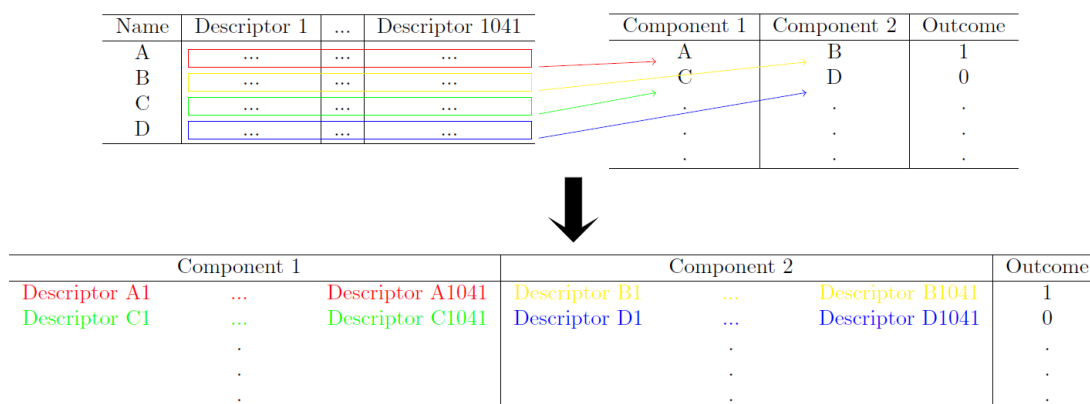 Name Descriptor 1 ... Descriptor 1041
A ... ... ...
B ... ... ...
C ... ... ...
D ... ... ...
Component 1 Component 2 Outcome
A B 1
C D 0
. . .
. . .
. . .
Component 1 Component 2 Outcome
Descriptor A1 ... Descriptor A1041 Descriptor B1 ... Descriptor B1041 1
Descriptor C1 ... Descriptor C1041 Descriptor D1 ... Descriptor D1041 0
. . .
. . .
. . .